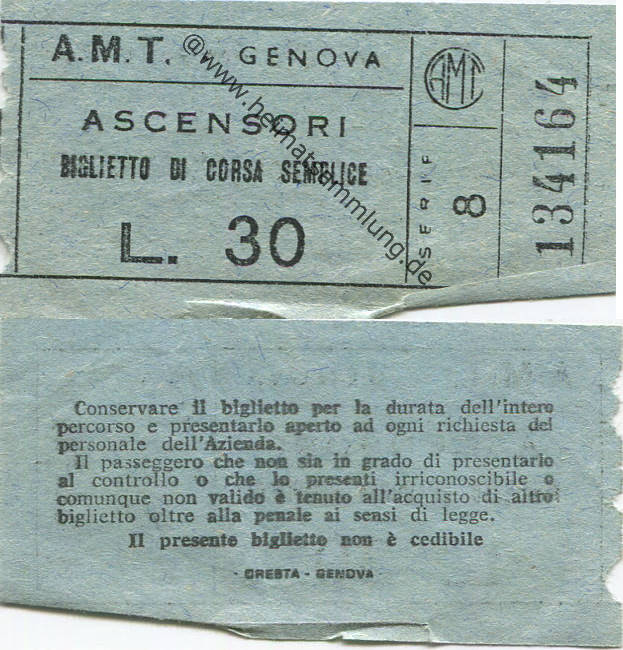 A.M.T. - GENOVA
ASCENSORI
BIGLIETTO DI CORSA SEMPLICE
L. 30
AMT
SERIE 8
134164
@www.heimatsammlung.de
Conservare il biglietto per la durata dell'intero
percorso e presentarlo aperto ad ogni richiesta del
personale dell'Azienda.
Il passeggero che non sia in grado di presentarlo
al controllo o che lo presenti irriconoscibile o
comunque non valido è tenuto all'acquisto di altro
biglietto oltre alla penale ai sensi di legge.
Il presente biglietto non è cedibile
- ORESTA - GENOVA -